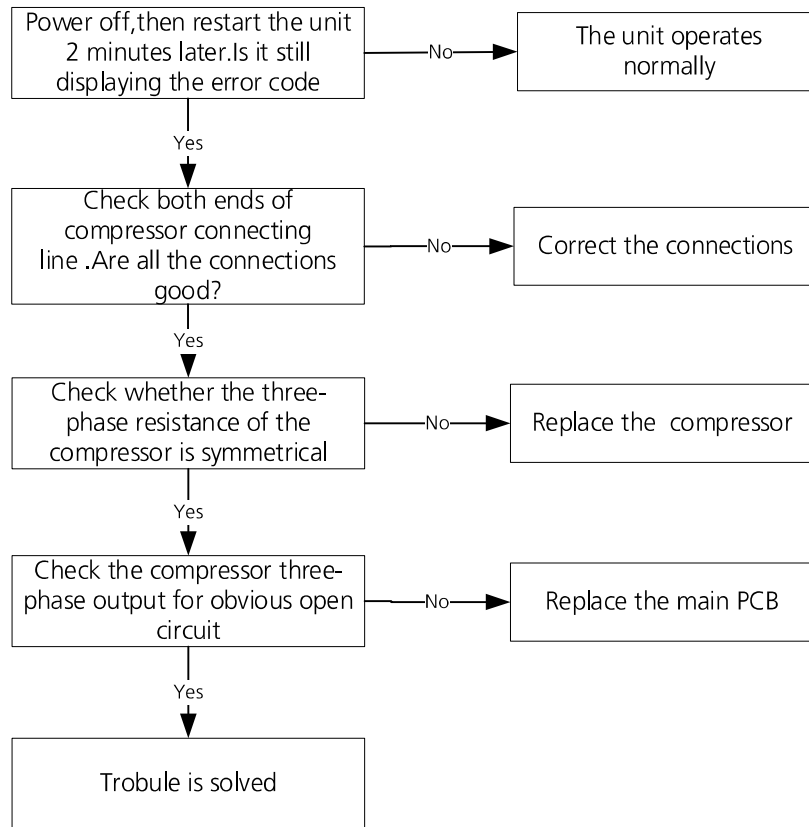 Power off,then restart the unit
2 minutes later.Is it still
displaying the error code
No
The unit operates
normally
Yes
Check both ends of
compressor connecting
line .Are all the connections
good?
No
Correct the connections
Yes
Check whether the three-
phase resistance of the
compressor is symmetrical
No
Replace the  compressor
Yes
Check the compressor three-
phase output for obvious open
circuit
No
Replace the main PCB
Yes
Trobule is solved